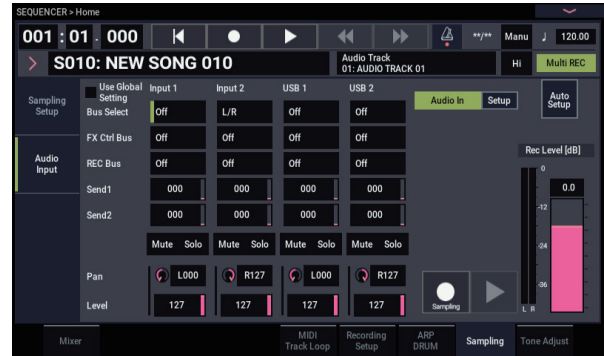 SEQUENCER > Home
001 : 01 . 000 **/** Manu ♩ 120.00
S010: NEW SONG 010
Audio Track
01: AUDIO TRACK 01
Hi Multi REC
Sampling
Setup
Audio
Input
Use Global
Setting
Input 1 Input 2 USB 1 USB 2
Bus Select Off L/R Off Off
FX Ctrl Bus Off Off Off Off
REC Bus Off Off Off Off
Send1 000 000 000 000
Send2 000 000 000 000
Mute Solo Mute Solo Mute Solo Mute Solo
Pan L000 R127 L000 R127
Level 127 127 127 127
Audio In Setup
Auto
Setup
Rec Level [dB]
0
0.0
-12
-24
-36
L R
Sampling
Mixer
MIDI
Track Loop
Recording
Setup
ARP
DRUM
Sampling
Tone Adjust